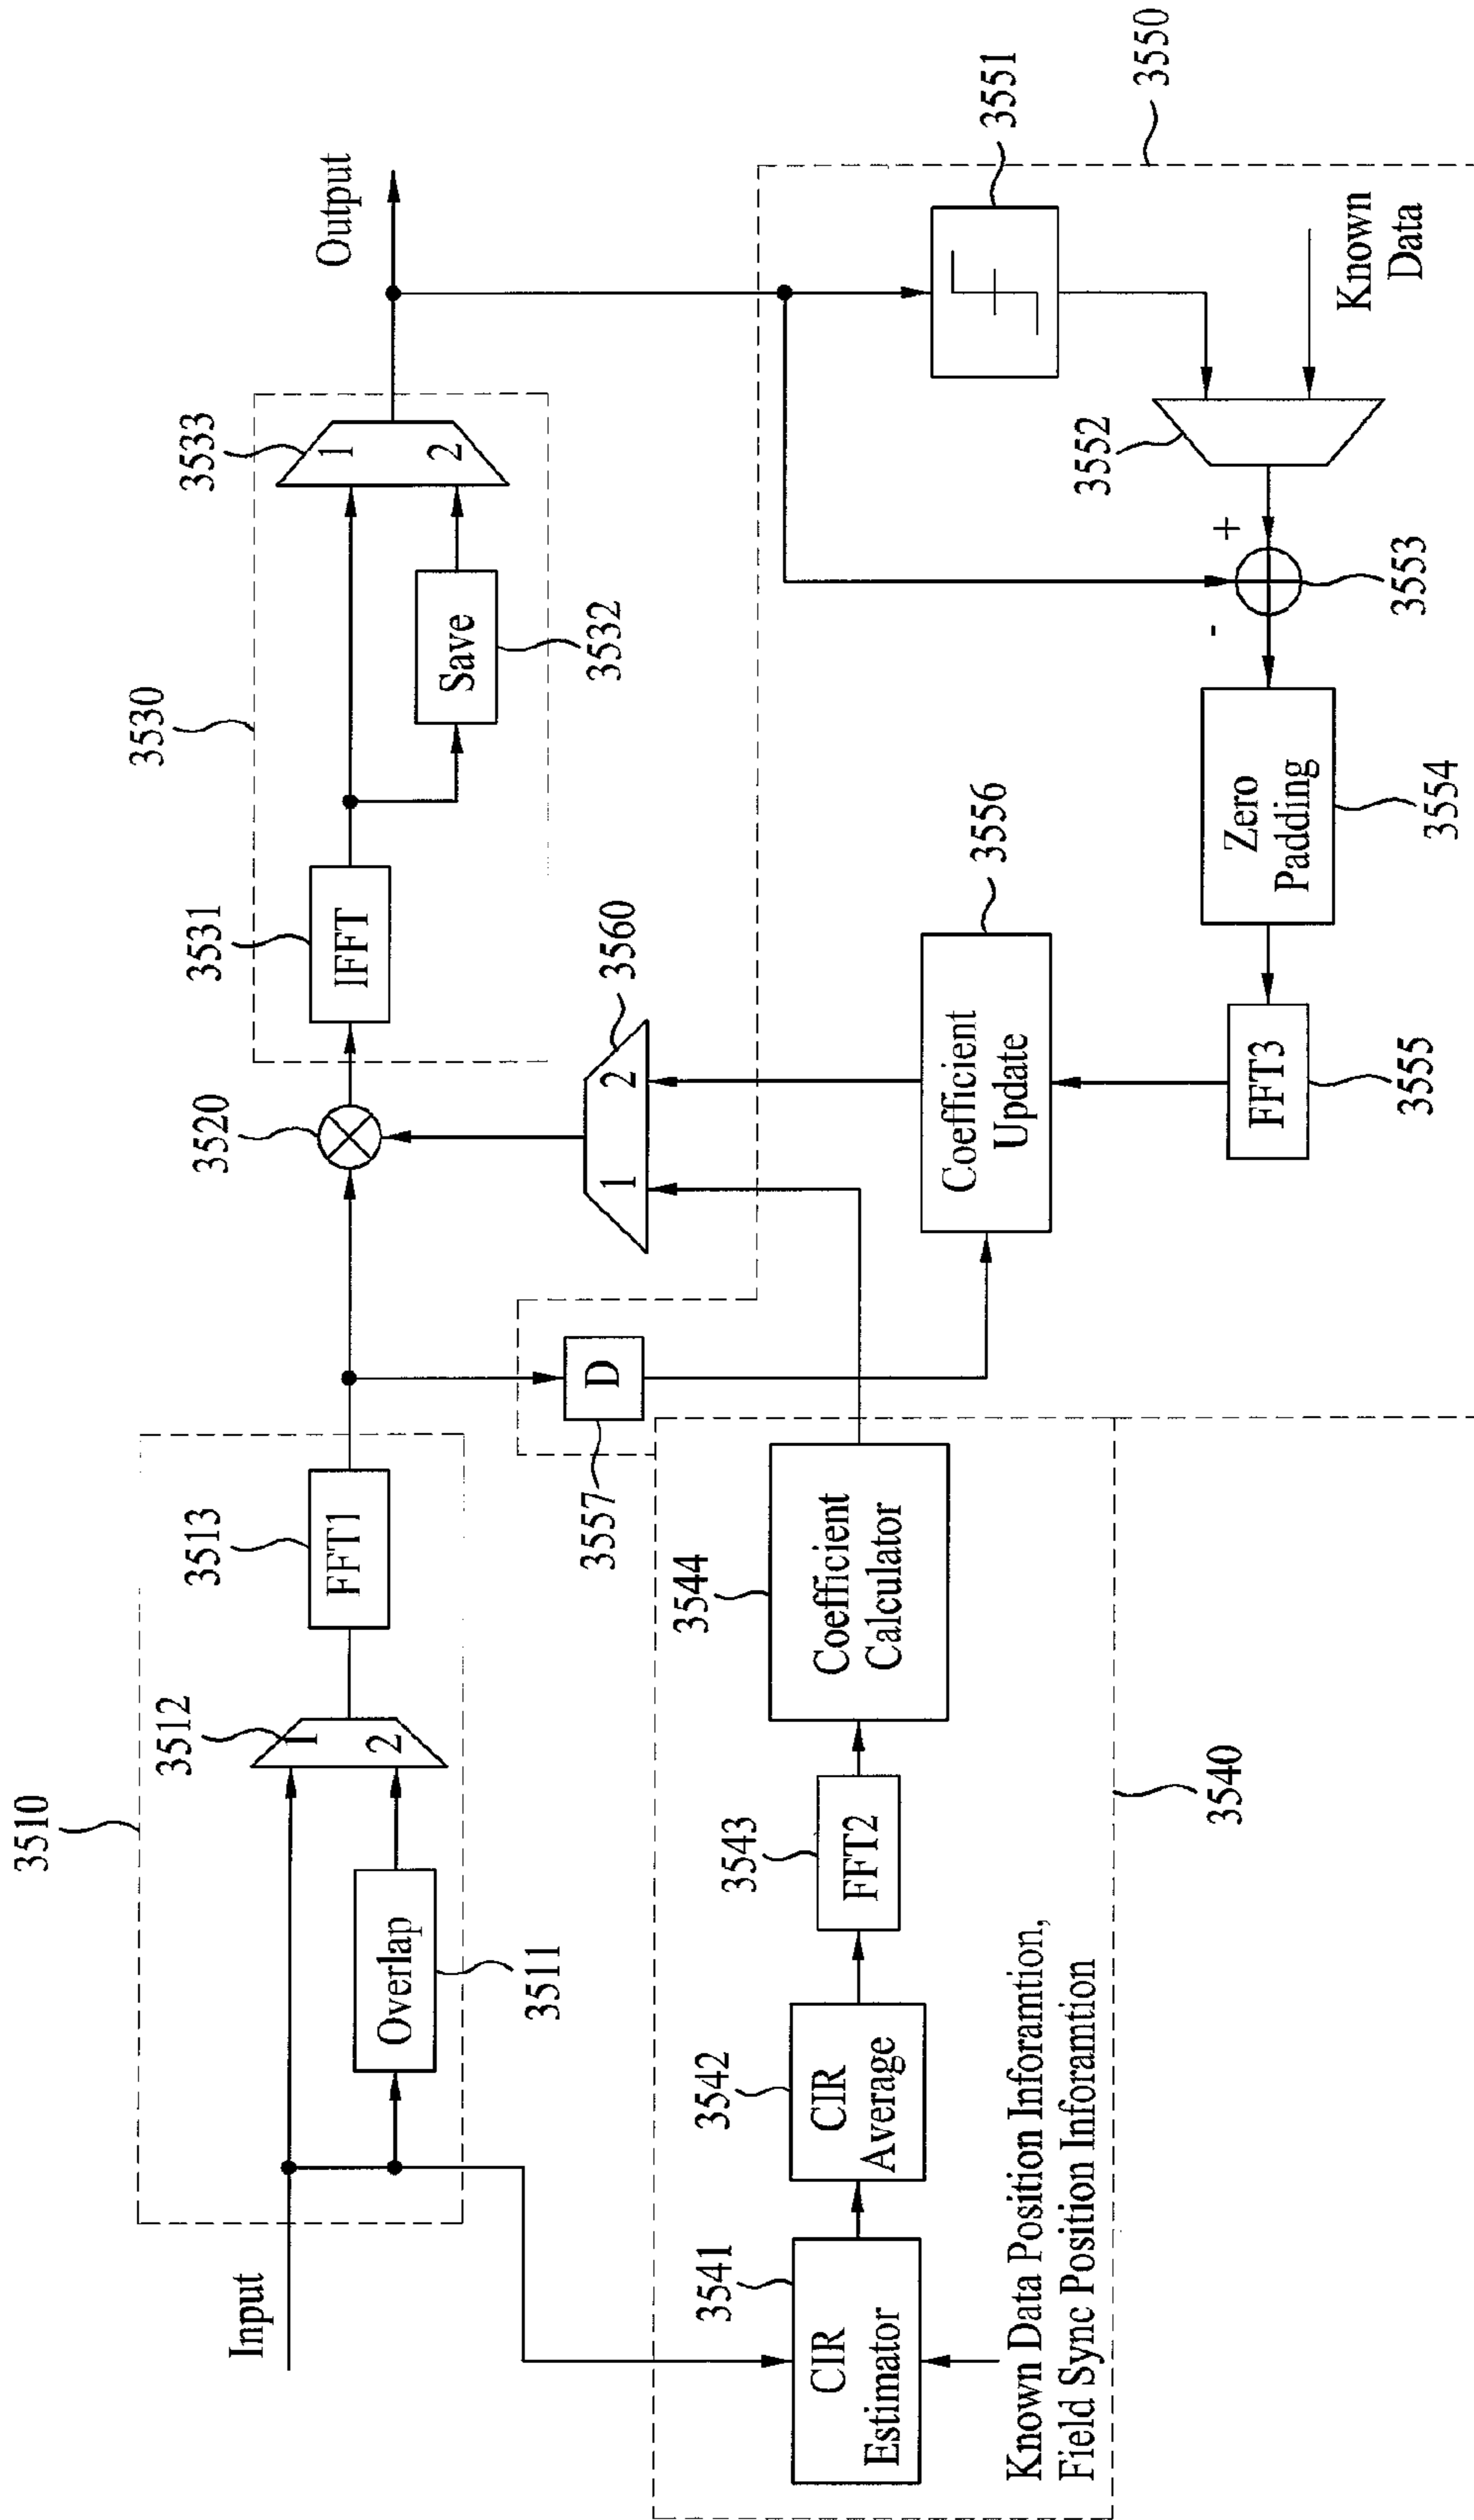 3510
Input
Overlap
3511
3512
1
2
FFT1
3513
3520
3530
IFFT
3531
Save
3532
3533
1
2
Output
3560
1
2
D
3557
3540
CIR
Estimator
3541
CIR
Average
3542
FFT2
3543
Coefficient
Calculator
3544
Known Data Position Inforamtion,
Field Sync Position Inforamtion
3550
3551
3552
Known
Data
+
-
3553
Zero
Padding
3554
FFT3
3555
Coefficient
Update
3556